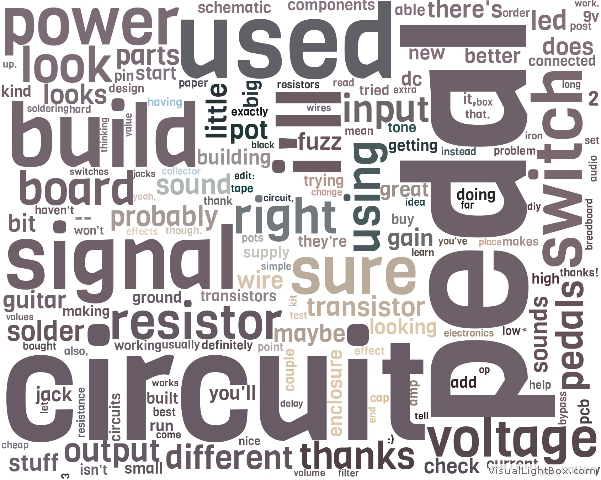 power
schematic
components
able
there's
order
led
work.
9v
post
used
look
parts
up.
pin
start
new
better
does
connected
kind
looks
design
paper
little
big
resistors
read
tried
extra
dc
long
2
soldering
hard
thinking
value
having
exactly
wires
input
it,
box
that.
build
pot
i'll
fuzz
mean
tone
iron
switch
set
black
getting
instead
problem
building
audio
switches
jacks
collector
edit:
trying
using
board
yeah,
sound
tape
change
great
doing
haven't
thank
circuit,
idea
far
diy
breadboard
bit
--
probably
right
buy
won't
effects
though.
pots
they're
gain
you've
place
makes
signal
supply
learn
simple
wire
sure
high
thanks!
guitar
ground
transistors
kit
transistor
pedal
values
making
test
low
*
sounds
pedals
solder
resistor
maybe
looking
electronics
bought
also,
working
usually
definitely
point
couple
effect
circuit
jack
let
resistance
circuits
works
built
best
run
come
you'll
delay
enclosure
end
cap
amp
tell
add
op
help
bypass
pcb
cheap
output
nice
:)
voltage
stuff
isn't
small
different
thanks
check
current
3
volume
filter
VisualLightBox.com